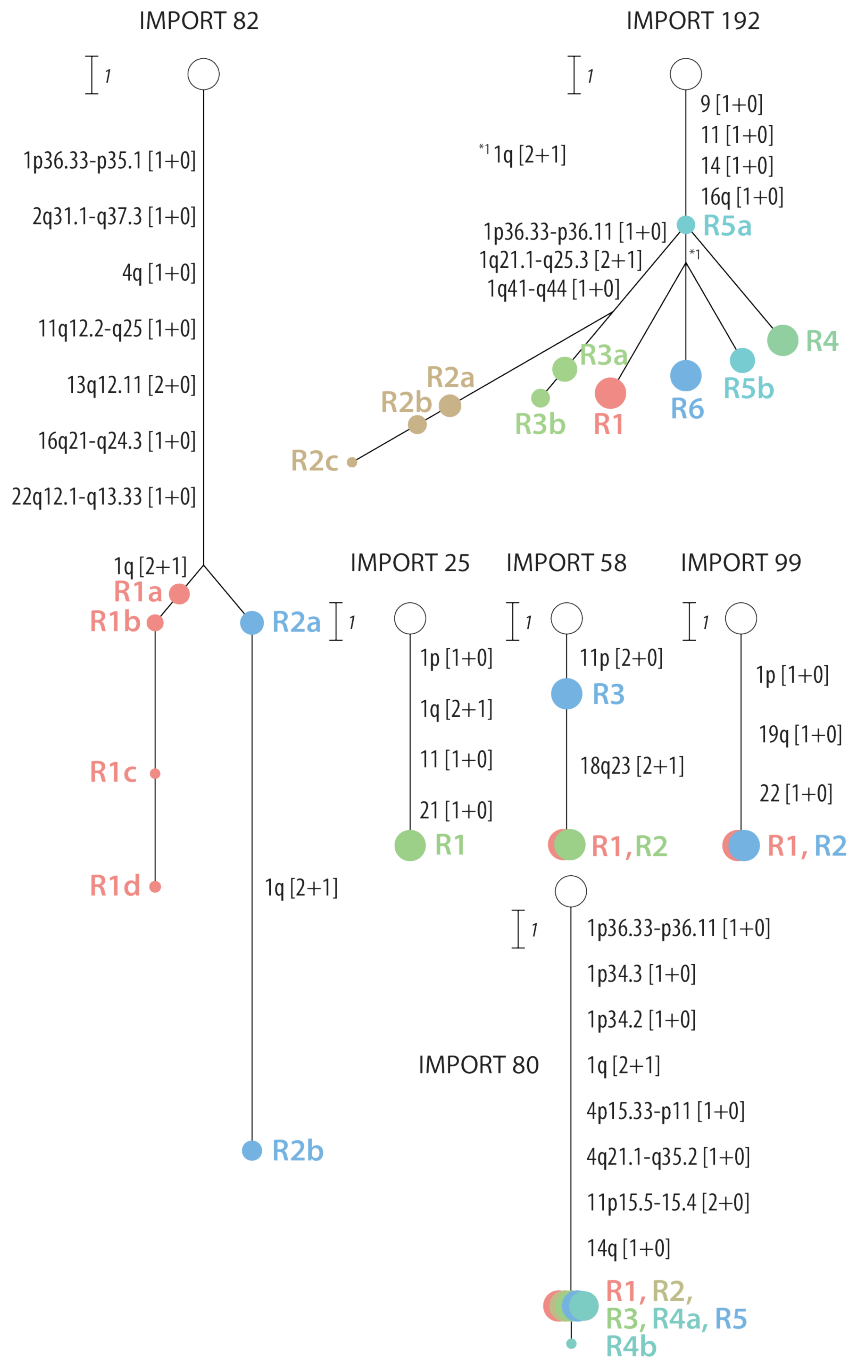 IMPORT 82
1
1p36.33-p35.1 [1+0]
2q31.1-q37.3 [1+0]
4q [1+0]
11q12.2-q25 [1+0]
13q12.11 [2+0]
16q21-q24.3 [1+0]
22q12.1-q13.33 [1+0]
1q [2+1]
R1a
R1b
R2a
R1c
R1d
1q [2+1]
R2b
IMPORT 192
1
9 [1+0]
11 [1+0]
14 [1+0]
16q [1+0]
*1 1q [2+1]
R5a
1p36.33-p36.11 [1+0]
1q21.1-q25.3 [2+1]
1q41-q44 [1+0]
*1
R4
R3a
R2a
R5b
R2b
R3b
R1
R6
R2c
IMPORT 25
1
1p [1+0]
1q [2+1]
11 [1+0]
21 [1+0]
R1
IMPORT 58
1
11p [2+0]
R3
18q23 [2+1]
R1, R2
IMPORT 99
1
1p [1+0]
19q [1+0]
22 [1+0]
R1, R2
IMPORT 80
1
1p36.33-p36.11 [1+0]
1p34.3 [1+0]
1p34.2 [1+0]
1q [2+1]
4p15.33-p11 [1+0]
4q21.1-q35.2 [1+0]
11p15.5-15.4 [2+0]
14q [1+0]
R1, R2,
R3, R4a, R5
R4b